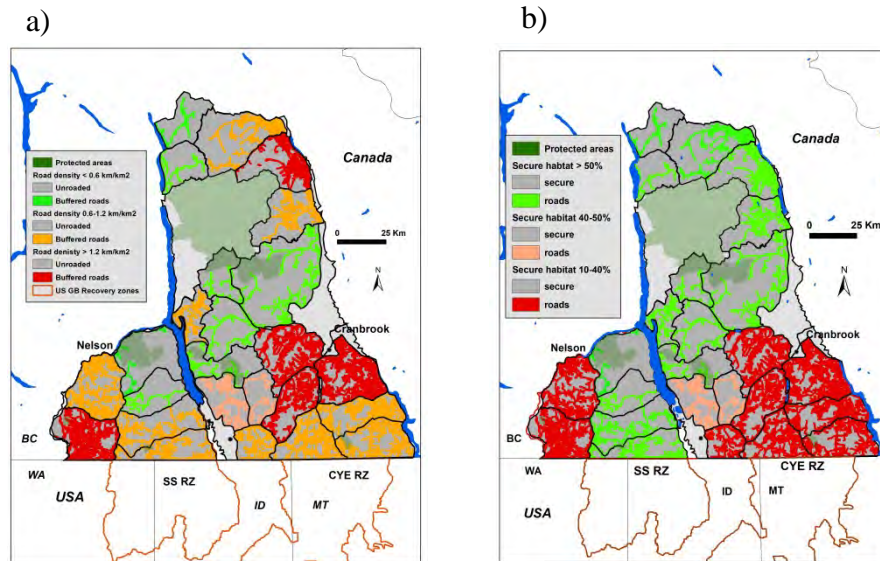 a)
Canada
Protected areas
Road density < 0.6 km/km2
Unroaded
Buffered roads
Road density 0.6-1.2 km/km2
Unroaded
Buffered roads
Road denisty > 1.2 km/km2
Unroaded
Buffered roads
US GB Recovery zones
0 25 Km
N
Nelson
Cranbrook
BC
WA
USA
SS RZ
ID
MT
CYE RZ
b)
Canada
Protected areas
Secure habtat > 50%
secure
roads
Secure habitat 40-50%
secure
roads
Secure habitat 10-40%
secure
roads
0 25 Km
N
Nelson
Cranbrook
BC
WA
USA
SS RZ
ID
MT
CYE RZ